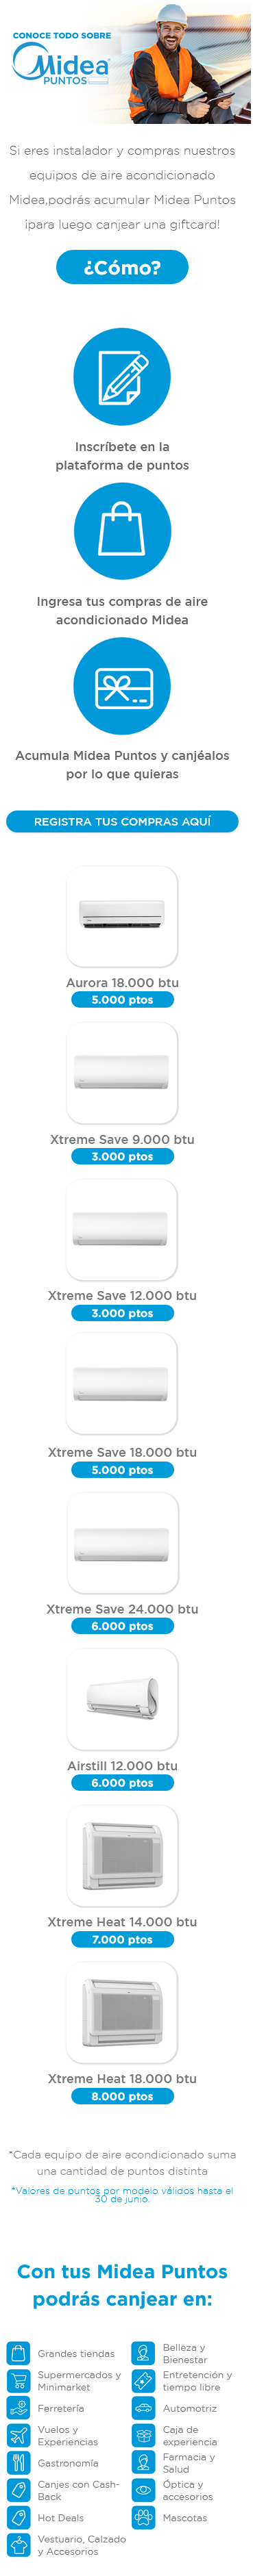 CONOCE TODO SOBRE
Midea
PUNTOS
Si eres instalador y compras nuestros
equipos de aire acondicionado
Midea,podrás acumular Midea Puntos
¡para luego canjear una giftcard!
¿Cómo?
Inscríbete en la
plataforma de puntos
Ingresa tus compras de aire
acondicionado Midea
Acumula Midea Puntos y canjéalos
por lo que quieras
REGISTRA TUS COMPRAS AQUÍ
Aurora 18.000 btu
5.000 ptos
Xtreme Save 9.000 btu
3.000 ptos
Xtreme Save 12.000 btu
3.000 ptos
Xtreme Save 18.000 btu
5.000 ptos
Xtreme Save 24.000 btu
6.000 ptos
Airstill 12.000 btu
6.000 ptos
Xtreme Heat 14.000 btu
7.000 ptos
Xtreme Heat 18.000 btu
8.000 ptos
*Cada equipo de aire acondicionado suma
una cantidad de puntos distinta
*Valores de puntos por modelo válidos hasta el
30 de junio.
Con tus Midea Puntos
podrás canjear en:
Grandes tiendas
Supermercados y
Minimarket
Ferretería
Vuelos y
Experiencias
Gastronomía
Canjes con Cash-
Back
Hot Deals
Vestuario, Calzado
y Accesorios
Belleza y
Bienestar
Entretención y
tiempo libre
Automotriz
Caja de
experiencia
Farmacia y
Salud
Óptica y
accesorios
Mascotas